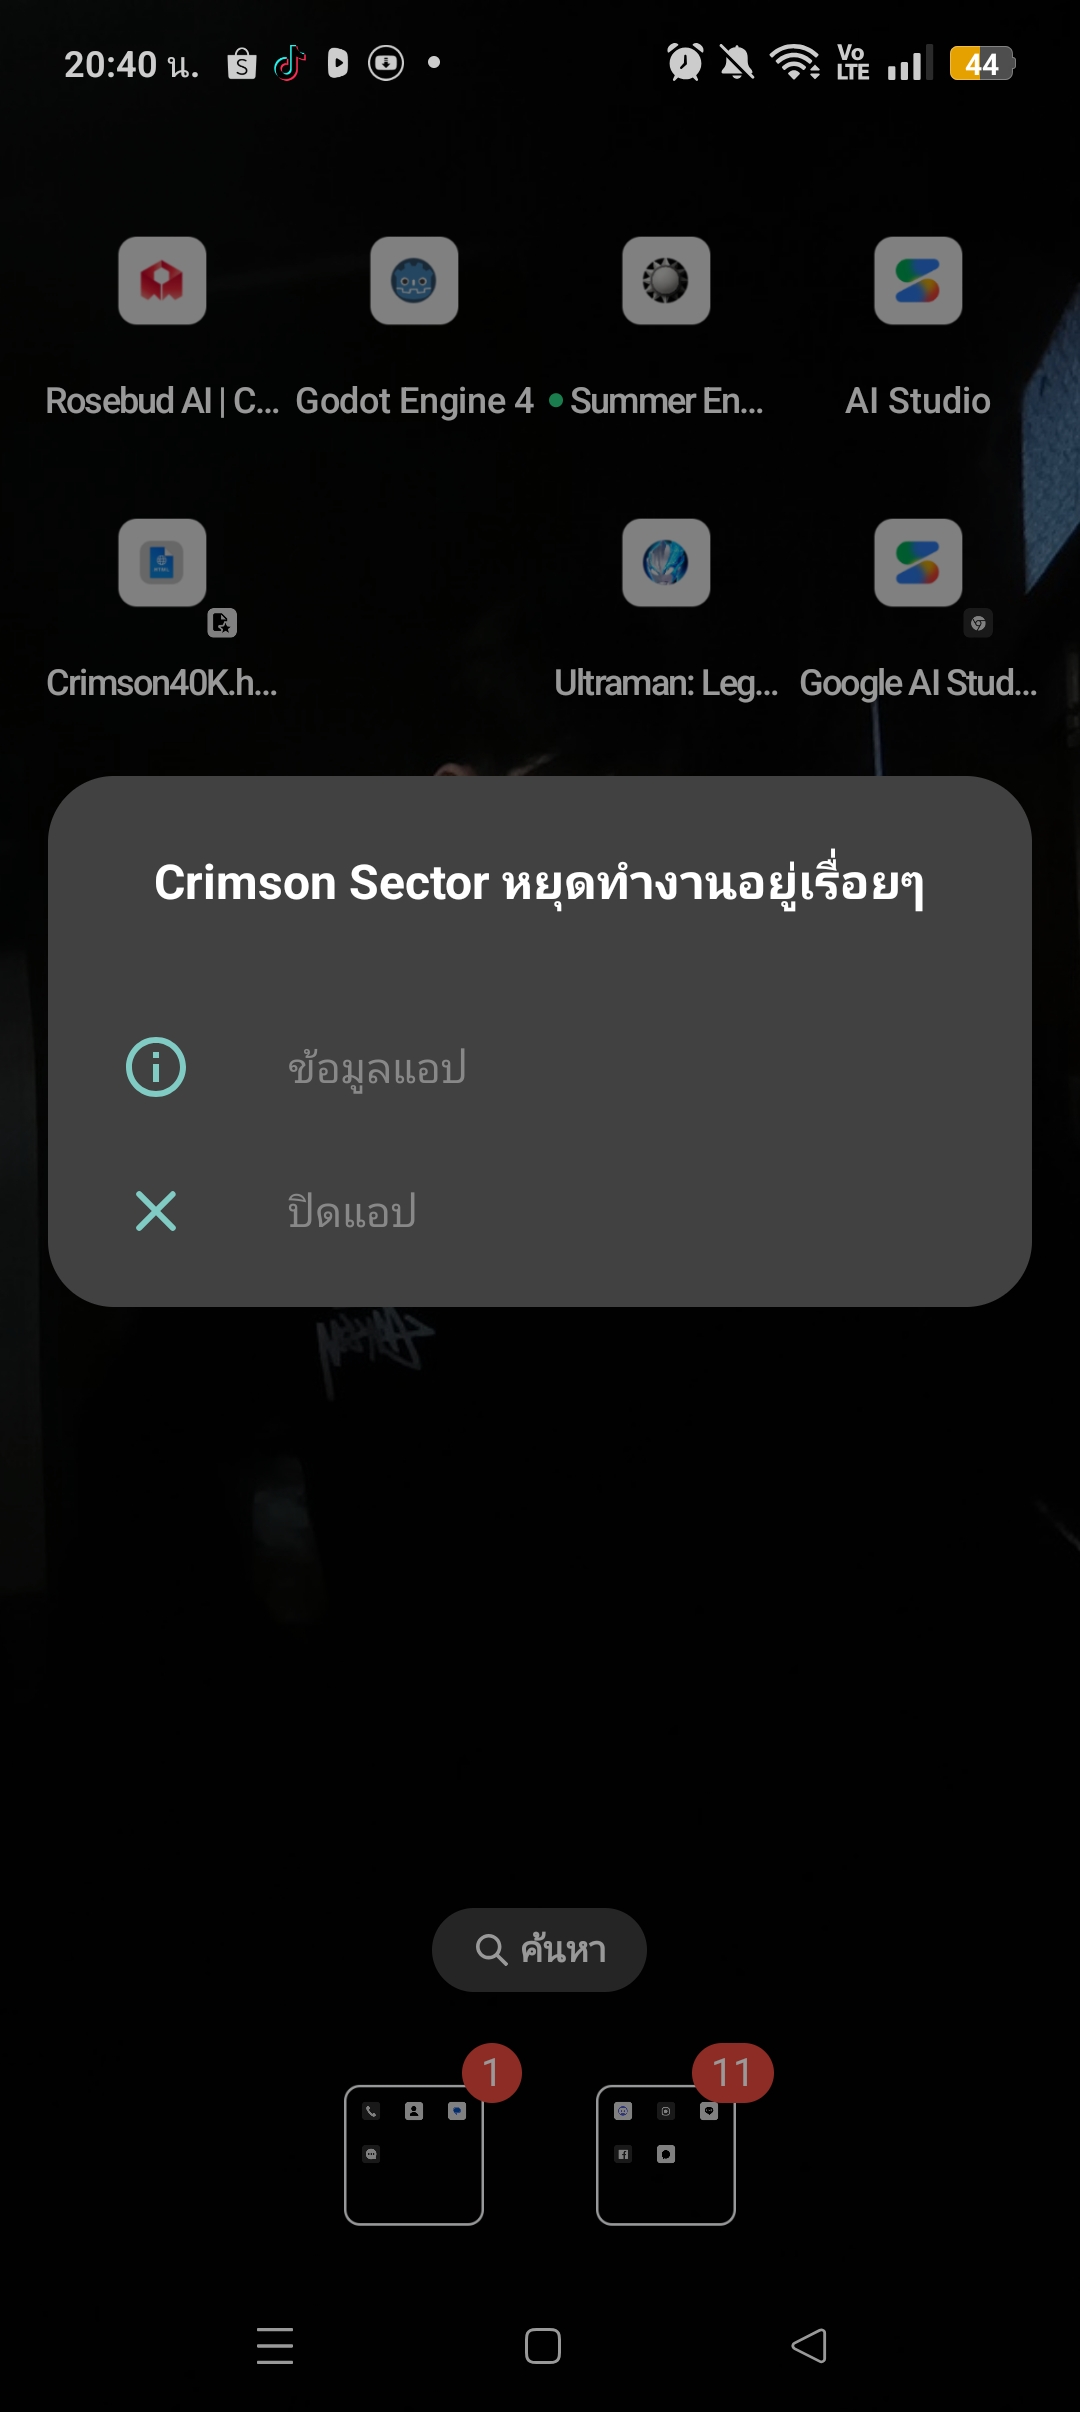 20:40 น.
Vo
LTE
44
Rosebud AI | C...
Godot Engine 4
Summer En...
AI Studio
Crimson40K.h...
Ultraman: Leg...
Google AI Stud...
Crimson Sector หยุดทำงานอยู่เรื่อยๆ
ข้อมูลแอป
ปิดแอป
ค้นหา
1
11